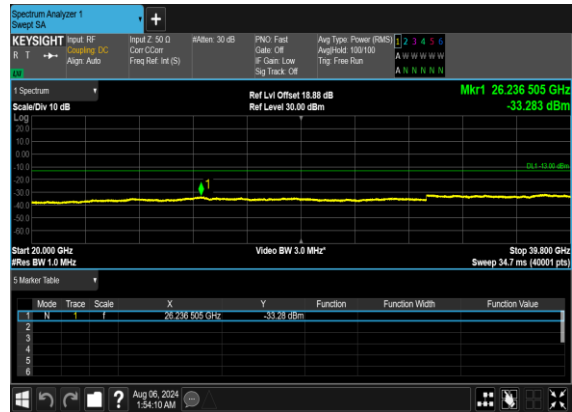 Spectrum Analyzer 1
Swept SA
+
KEYSIGHT Input: RF Input Z: 50 Ω #Atten: 30 dB PNO: Fast Avg Type: Power (RMS) 1 2 3 4 5 6
R T Coupling: DC Corr CCorr Gate: Off Avg|Hold: 100/100 A W W W W W
Align: Auto Freq Ref: Int (S) IF Gain: Low Trig: Free Run
LV Sig Track: Off A N N N N N
1 Spectrum Ref Lvl Offset 18.88 dB Mkr1 26.236 505 GHz
Scale/Div 10 dB Ref Level 30.00 dBm -33.283 dBm
Log
20.0
10.0
0.00
-10.0 DL1 -13.00 dBm
-20.0
-30.0 1
-40.0
-50.0
-60.0
Start 20.000 GHz Video BW 3.0 MHz* Stop 39.800 GHz
#Res BW 1.0 MHz Sweep 34.7 ms (40001 pts)
5 Marker Table
Mode Trace Scale X Y Function Function Width Function Value
1 N 1 f 26.236 505 GHz -33.28 dBm
2
3
4
5
6
? Aug 06, 2024
1:54:10 AM